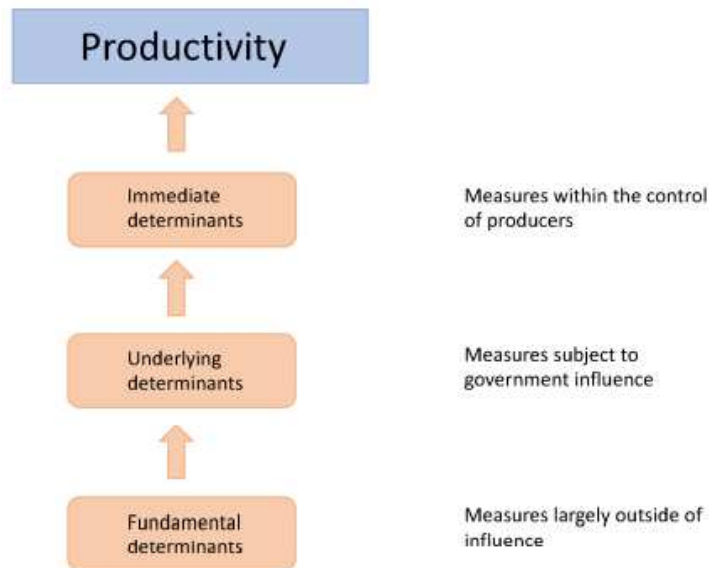 Productivity
Immediate
determinants
Measures within the control
of producers
Underlying
determinants
Measures subject to
government influence
Fundamental
determinants
Measures largely outside of
influence